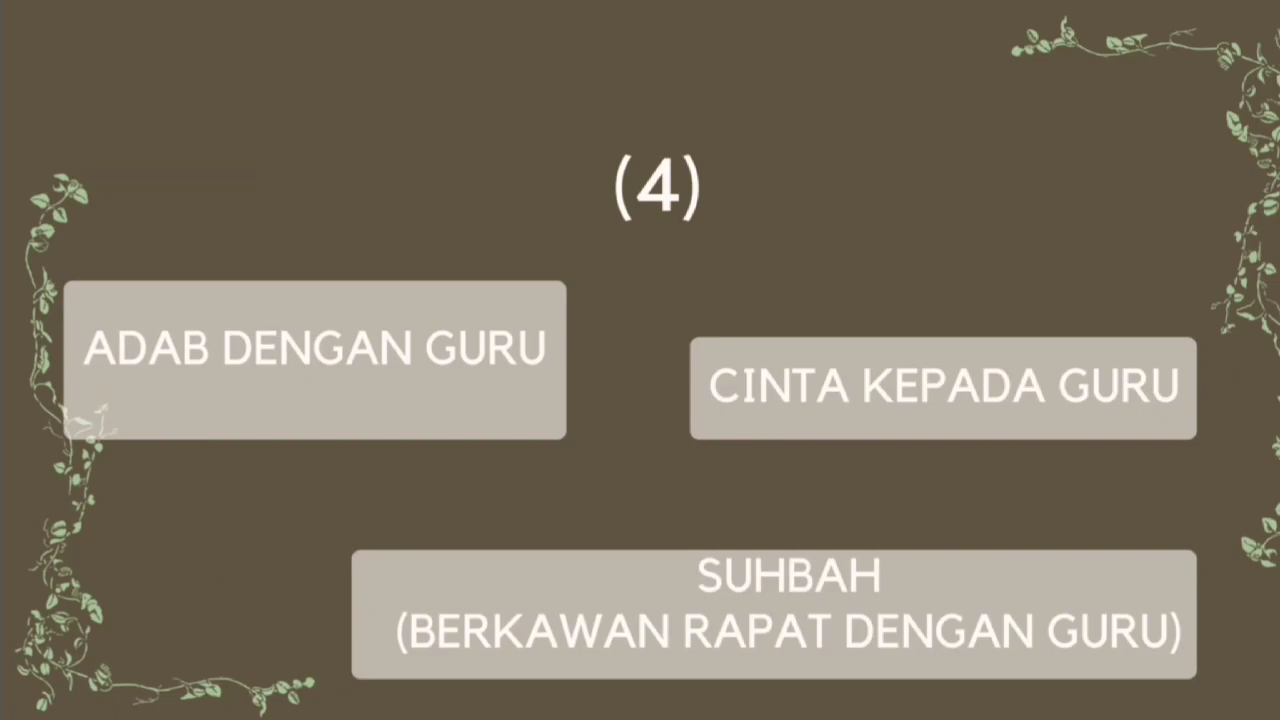 (4)
ADAB DENGAN GURU
CINTA KEPADA GURU
SUHBAH
(BERKAWAN RAPAT DENGAN GURU)